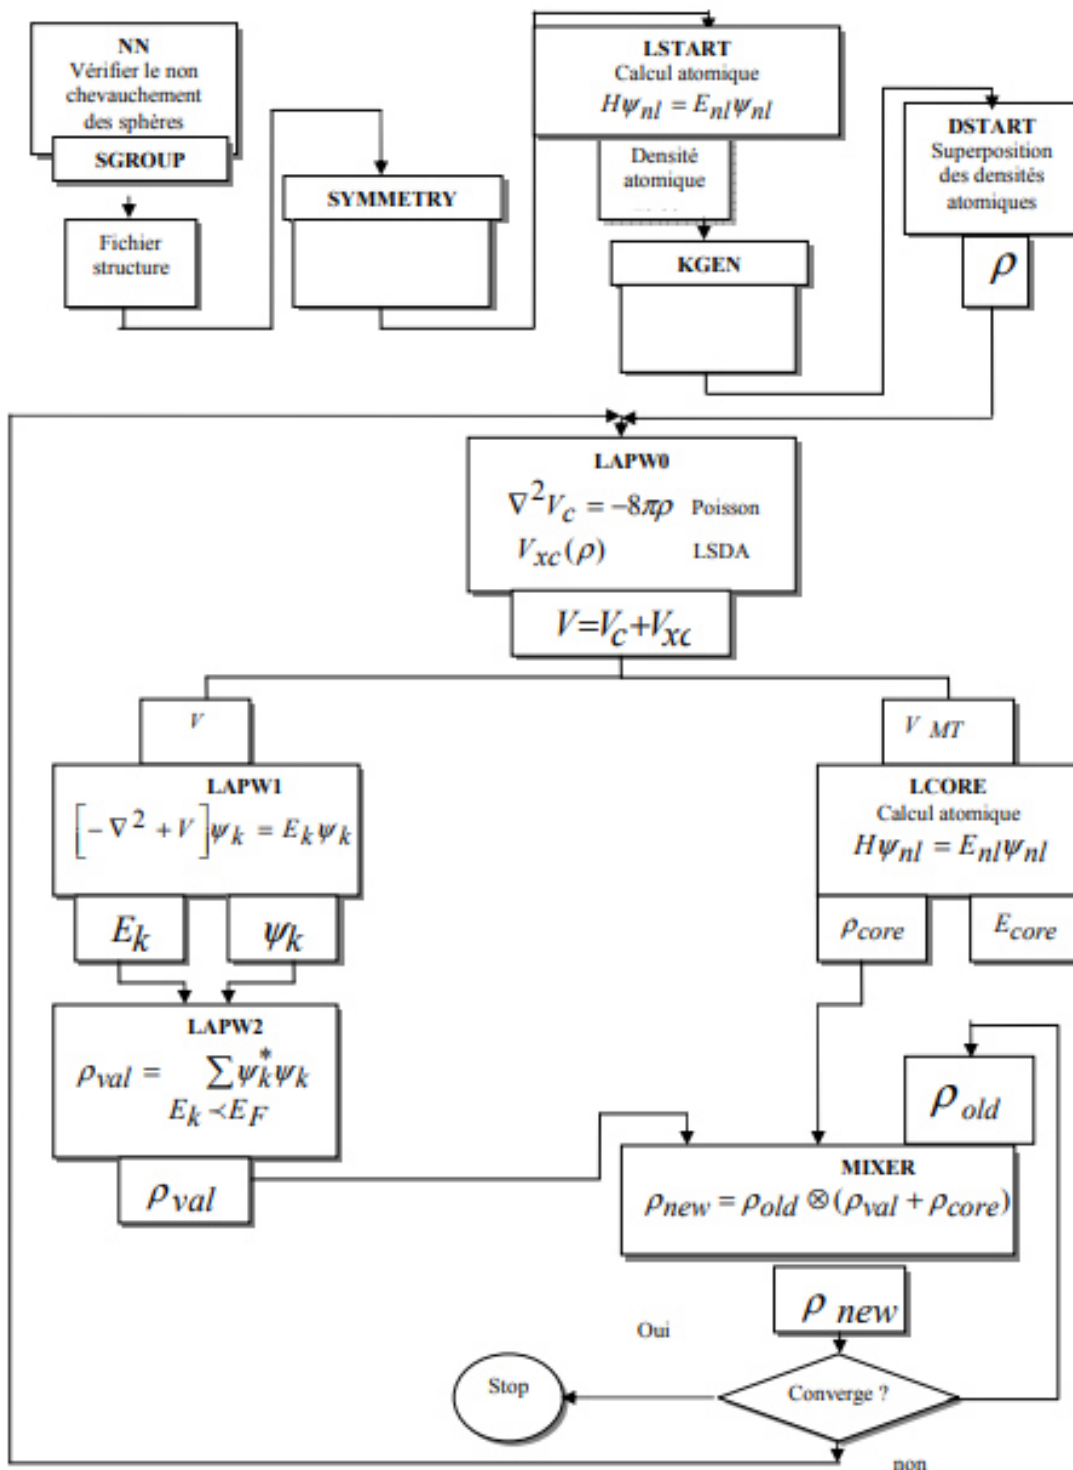 NN
Vérifier le non
chevauchement
des sphères
SGROUP
Fichier
structure
SYMMETRY
LSTART
Calcul atomique
Hψnl = Enlψnl
Densité
atomique
KGEN
DSTART
Superposition
des densités
atomiques
ρ
LAPW0
∇²Vc = −8πρ Poisson
Vxc(ρ) LSDA
V=Vc+Vxc
V
V MT
LAPW1
[−∇² + V]ψk = Ekψk
Ek
ψk
LCORE
Calcul atomique
Hψnl = Enlψnl
ρcore
Ecore
LAPW2
ρval = ∑ψk*ψk
Ek ≺ EF
ρval
ρold
MIXER
ρnew = ρold ⊗ (ρval + ρcore)
ρ new
Oui
Stop
Converge ?
non